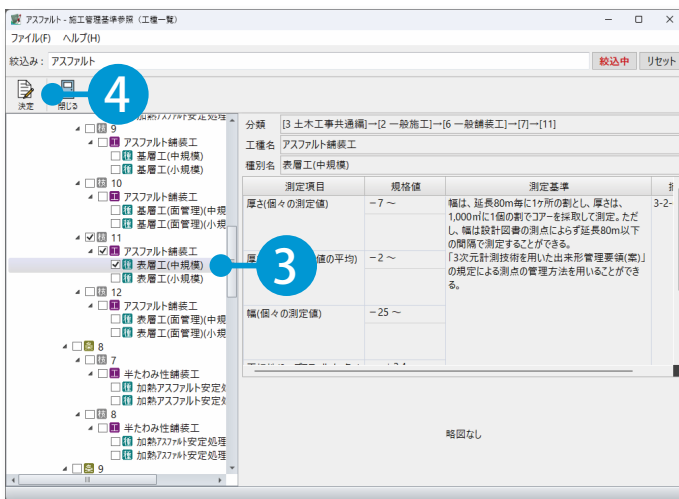 アスファルト - 施工管理基準参照（工種一覧）
ファイル(F) ヘルプ(H)
絞込み： アスファルト 絞込中 リセット
決定 閉じる
4
加熱ｱｽﾌｧﾙﾄ安定処理
9
アスファルト舗装工
基層工(中規模)
基層工(小規模)
10
アスファルト舗装工
基層工(面管理)(中規
基層工(面管理)(小規
11
アスファルト舗装工
表層工(中規模)
表層工(小規模)
12
アスファルト舗装工
表層工(面管理)(中規
表層工(面管理)(小規
8
7
半たわみ性舗装工
加熱アスファルト安定処
加熱アスファルト安定処
8
半たわみ性舗装工
加熱ｱｽﾌｧﾙﾄ安定処理
加熱ｱｽﾌｧﾙﾄ安定処理
9
3
分類 [3 土木工事共通編]→[2 一般施工]→[6 一般舗装工]→[7]→[11]
工種名 アスファルト舗装工
種別名 表層工(中規模)
測定項目 規格値 測定基準
厚さ(個々の測定値) －7 ～
値の平均) －2 ～
幅(個々の測定値) －25 ～
幅は、延長80m毎に1ヶ所の割とし、厚さは、
1,000㎡に1個の割でコアーを採取して測定。ただ
し、幅は設計図書の測点によらず延長80m以下
の間隔で測定することができる。
「3次元計測技術を用いた出来形管理要領(案)」
の規定による測点の管理方法を用いることができ
る。
3-2-
略図なし